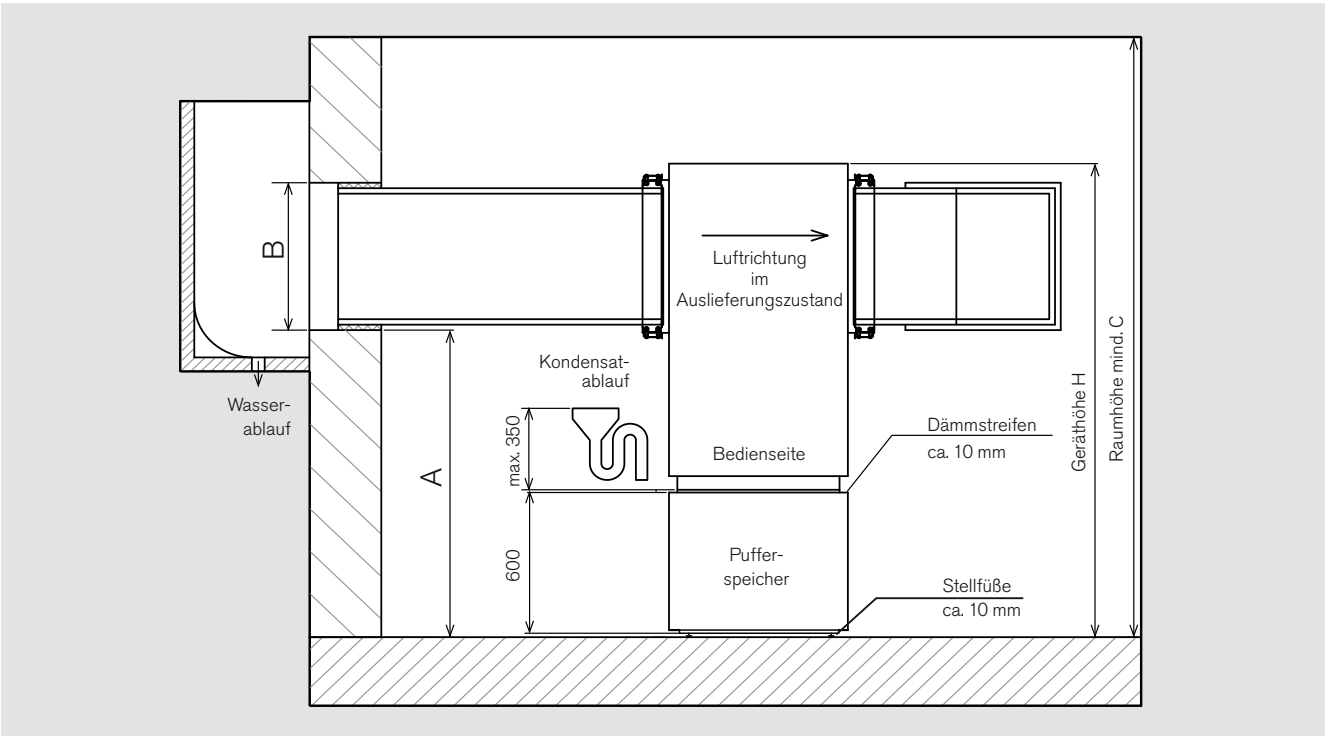 B
Wasser-
ablauf
A
Kondensat-
ablauf
max. 350
600
Luftrichtung
im
Auslieferungszustand
Bedienseite
Puffer-
speicher
Dämmstreifen
ca. 10 mm
Stellfüße
ca. 10 mm
Geräthöhe H
Raumhöhe mind. C